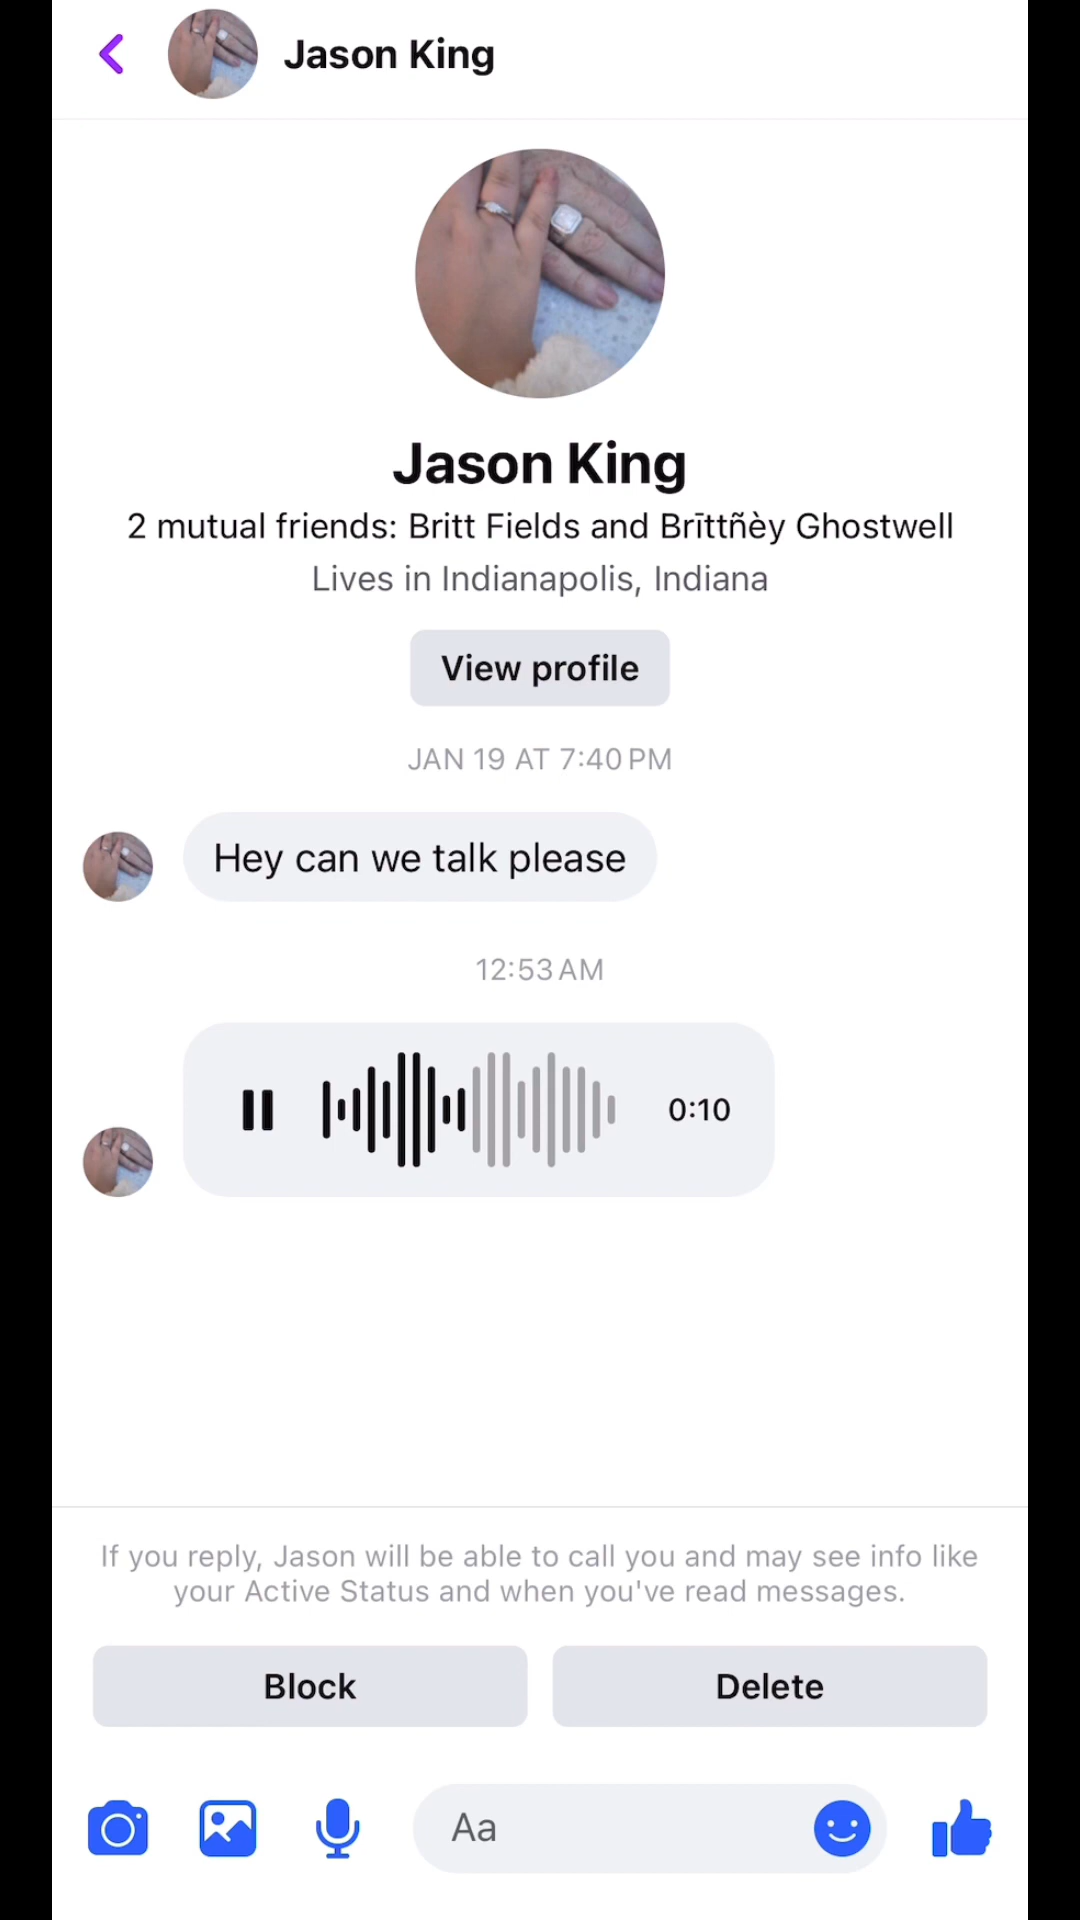 Jason King
Jason King
2 mutual friends: Britt Fields and Brīttñèy Ghostwell
Lives in Indianapolis, Indiana
View profile
JAN 19 AT 7:40 PM
Hey can we talk please
12:53 AM
0:10
If you reply, Jason will be able to call you and may see info like
your Active Status and when you've read messages.
Block
Delete
Aa